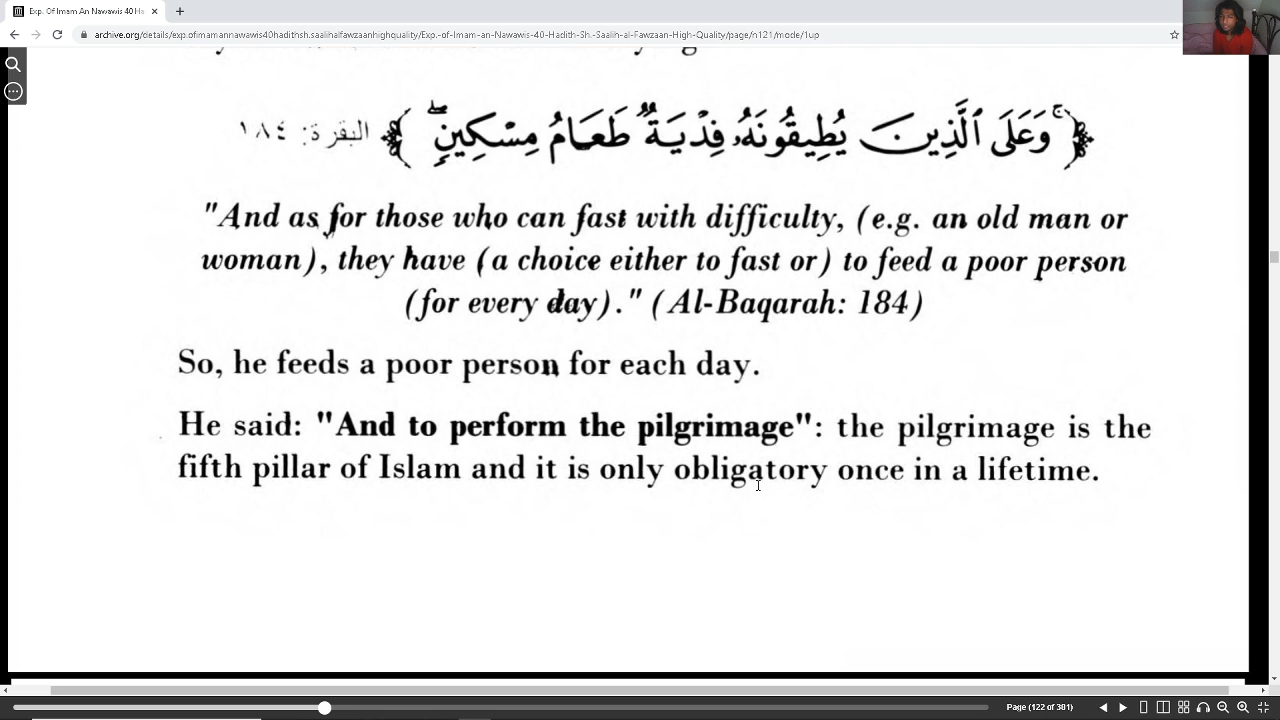 Exp. Of Imam An Nawawis 40 Ha
archive.org/details/exp.ofimamannawawis40hadithsh.saalihalfawzaanhighquality/Exp.-of-Imam-an-Nawawi's-40-Hadith-Sh.-Saalih-al-Fawzaan-High-Quality/page/n121/mode/1up
﴿ وَعَلَى ٱلَّذِينَ يُطِيقُونَهُۥ فِدْيَةٌ طَعَامُ مِسْكِينٍۖ ﴾ البقرة: ١٨٤
"And as for those who can fast with difficulty, (e.g. an old man or
woman), they have (a choice either to fast or) to feed a poor person
(for every day)." (Al-Baqarah: 184)
So, he feeds a poor person for each day.
He said: "And to perform the pilgrimage": the pilgrimage is the
fifth pillar of Islam and it is only obligatory once in a lifetime.
Page (122 of 381)